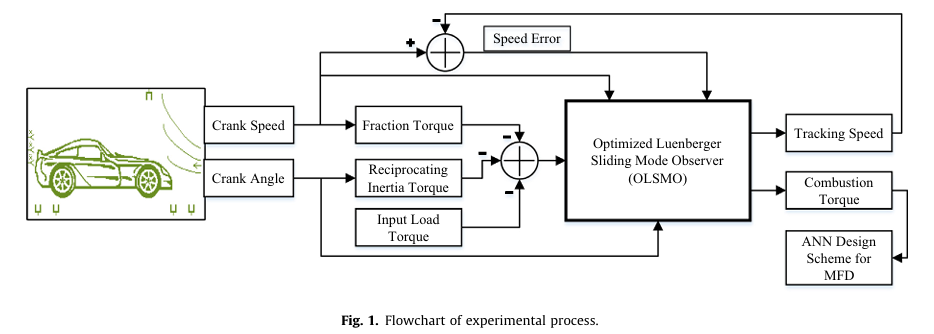 Speed Error
Crank Speed
Fraction Torque
Crank Angle
Reciprocating
Inertia Torque
Input Load
Torque
Optimized Luenberger
Sliding Mode Observer
(OLSMO)
Tracking Speed
Combustion
Torque
ANN Design
Scheme for
MFD
Fig. 1. Flowchart of experimental process.